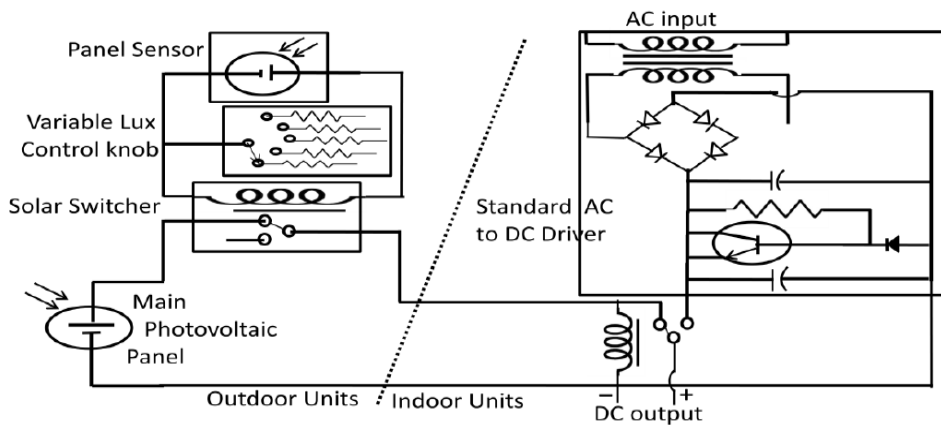 AC input
Panel Sensor
Variable Lux
Control knob
Solar Switcher
Standard AC
to DC Driver
Main
Photovoltaic
Panel
Outdoor Units
Indoor Units
− +
DC output